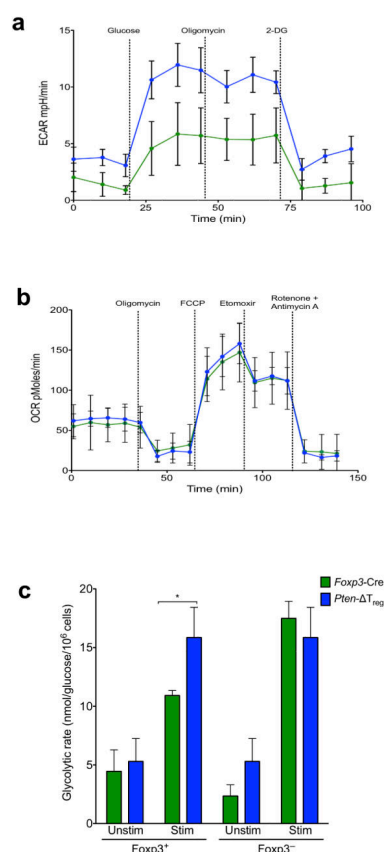 a
Glucose Oligomycin 2-DG
ECAR mpH/min
15
10
5
0
0 25 50 75 100
Time (min)
b
Oligomycin FCCP Etomoxir Rotenone +
Antimycin A
OCR pMoles/min
200
150
100
50
0
0 50 100 150
Time (min)
c
Foxp3-Cre
Pten-ΔTreg
Glycolytic rate (nmol/glucose/10⁶ cells)
20
15
10
5
0
*
Unstim Stim Unstim Stim
Foxp3⁺ Foxp3⁻